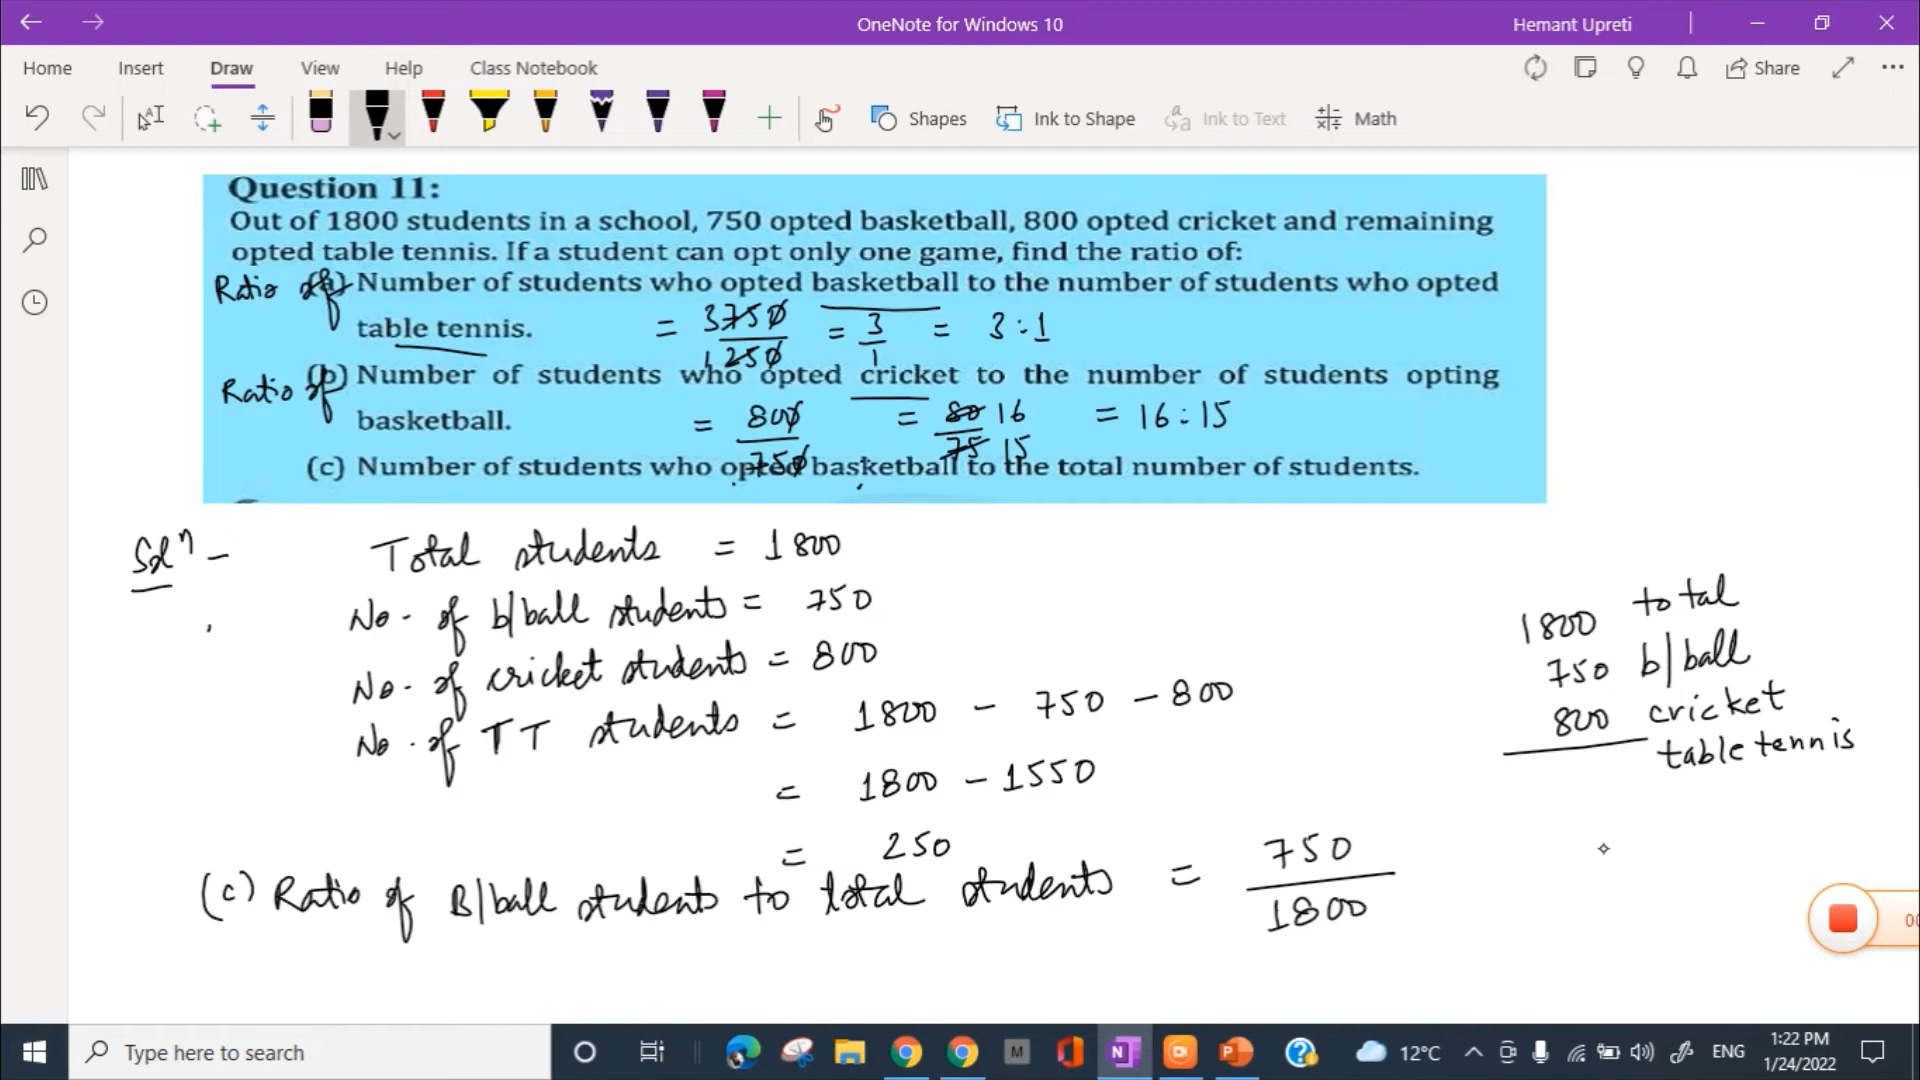 OneNote for Windows 10
Hemant Upreti
Home Insert Draw View Help Class Notebook
Share
Shapes Ink to Shape Ink to Text Math
Question 11:
Out of 1800 students in a school, 750 opted basketball, 800 opted cricket and remaining
opted table tennis. If a student can opt only one game, find the ratio of:
Ratio of (a) Number of students who opted basketball to the number of students who opted
table tennis. = 3 750/1 250 = 3/1 = 3:1
Ratio of (b) Number of students who opted cricket to the number of students opting
basketball. = 800/750 = 80 16/75 15 = 16:15
(c) Number of students who opted basketball to the total number of students.
Solⁿ - Total students = 1800
No. of b/ball students = 750
No. of cricket students = 800
No. of TT students = 1800 - 750 - 800
= 1800 - 1550
= 250
1800 total
750 b/ball
800 cricket
table tennis
(c) Ratio of B/ball students to total students = 750/1800
00
Type here to search
12°C
ENG
1:22 PM
1/24/2022